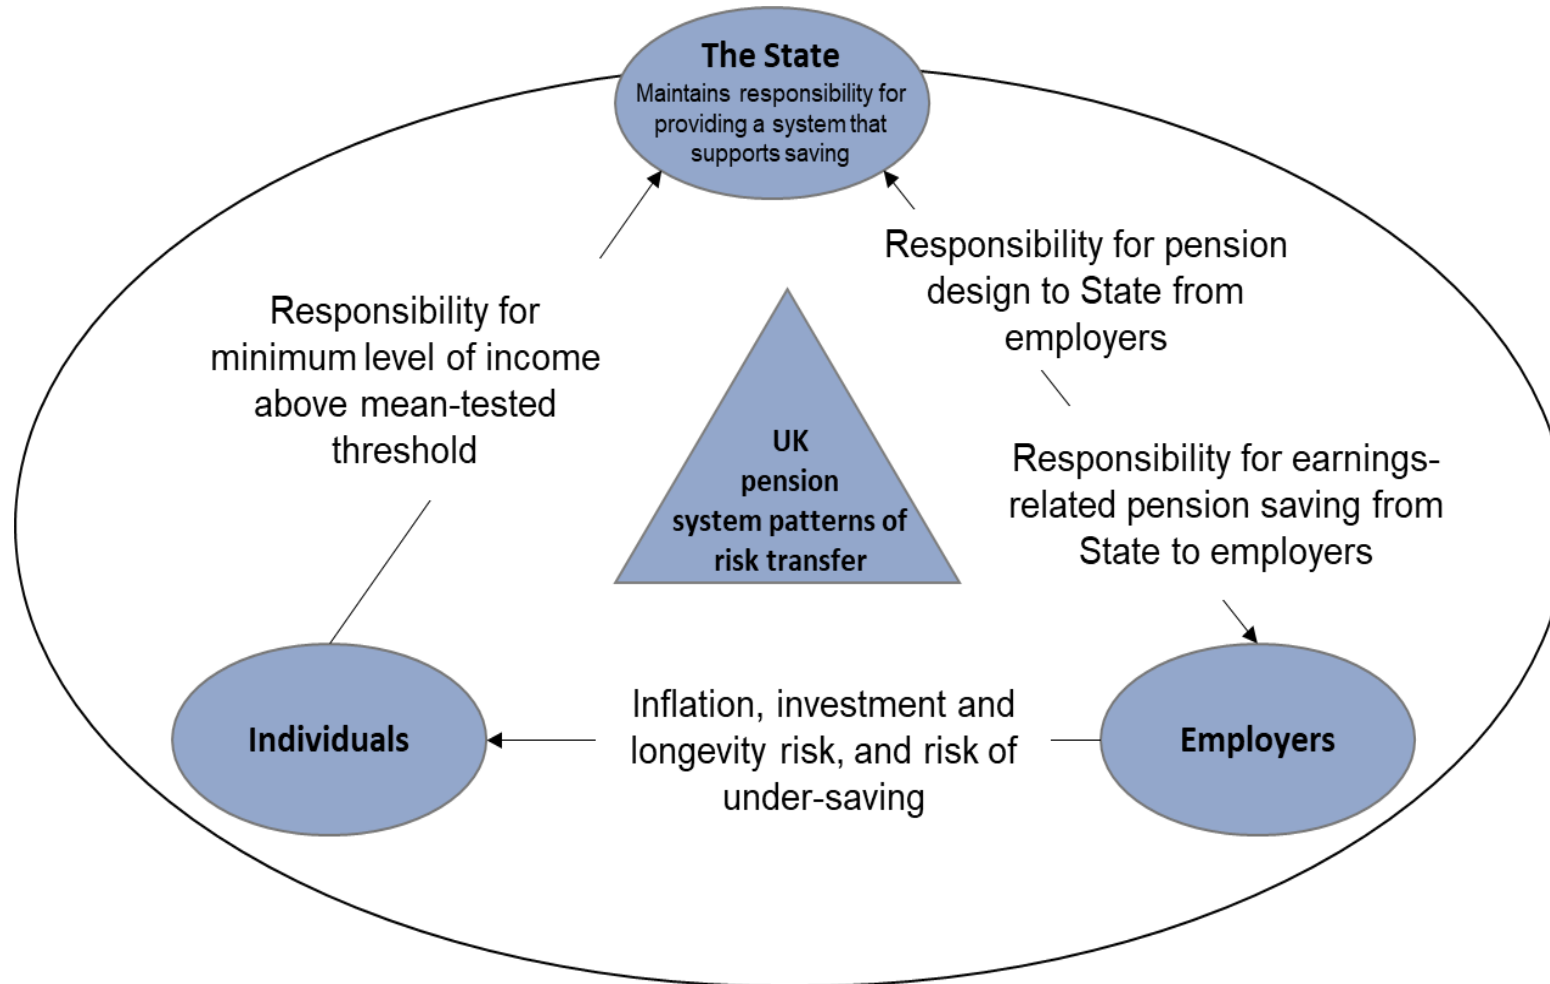 The State
Maintains responsibility for
providing a system that
supports saving
Responsibility for pension
design to State from
employers
Responsibility for
minimum level of income
above mean-tested
threshold
UK
pension
system patterns of
risk transfer
Responsibility for earnings-
related pension saving from
State to employers
Individuals
Inflation, investment and
longevity risk, and risk of
under-saving
Employers